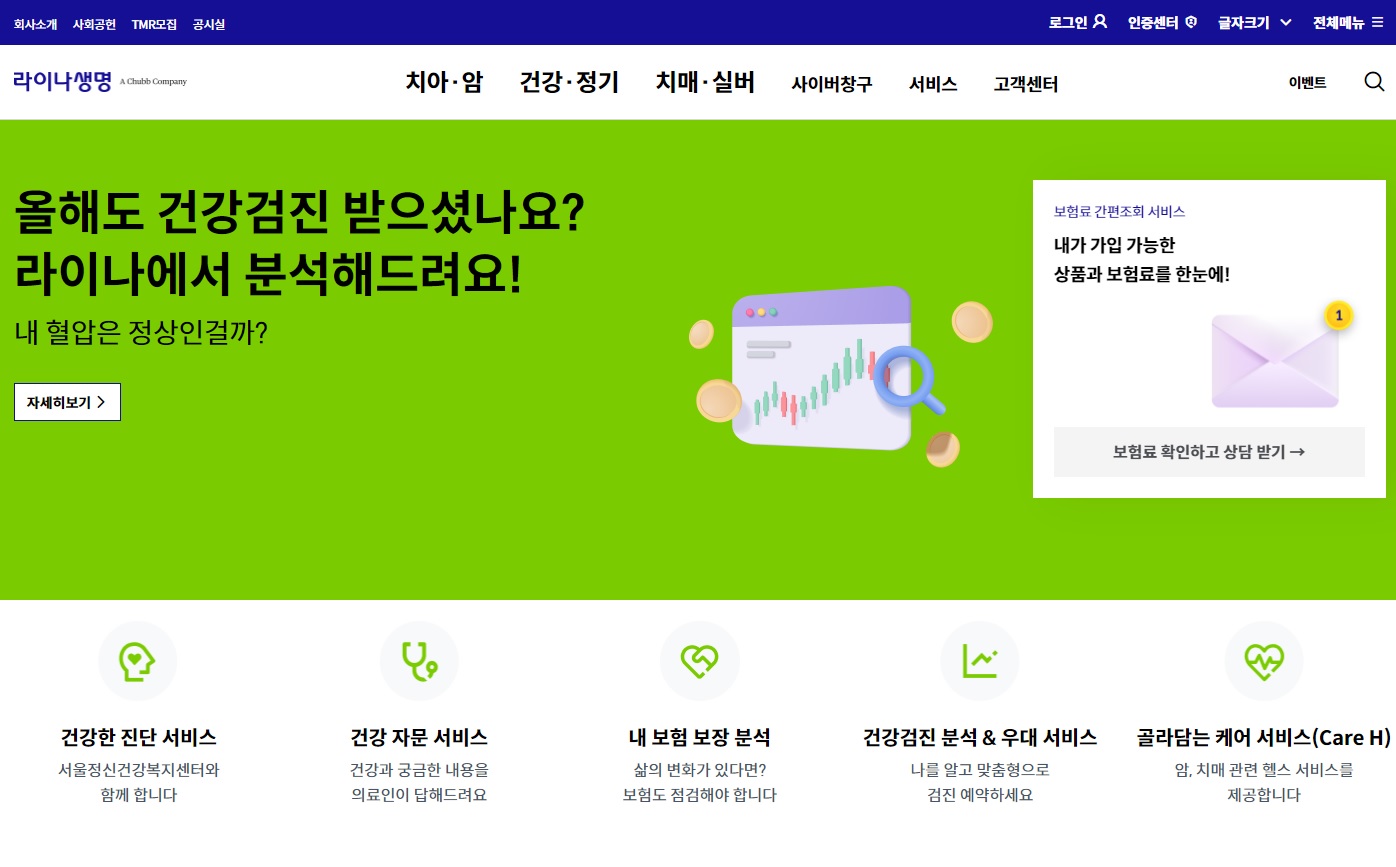 회사소개 사회공헌 TMR모집 공시실 로그인 인증센터 글자크기 전체메뉴
라이나생명 A Chubb Company 치아·암 건강·정기 치매·실버 사이버창구 서비스 고객센터 이벤트
올해도 건강검진 받으셨나요?
라이나에서 분석해드려요!
내 혈압은 정상인걸까?
자세히보기
보험료 간편조회 서비스
내가 가입 가능한
상품과 보험료를 한눈에!
1
보험료 확인하고 상담 받기 →
건강한 진단 서비스
서울정신건강복지센터와
함께 합니다
건강 자문 서비스
건강과 궁금한 내용을
의료인이 답해드려요
내 보험 보장 분석
삶의 변화가 있다면?
보험도 점검해야 합니다
건강검진 분석 & 우대 서비스
나를 알고 맞춤형으로
검진 예약하세요
골라담는 케어 서비스(Care H)
암, 치매 관련 헬스 서비스를
제공합니다